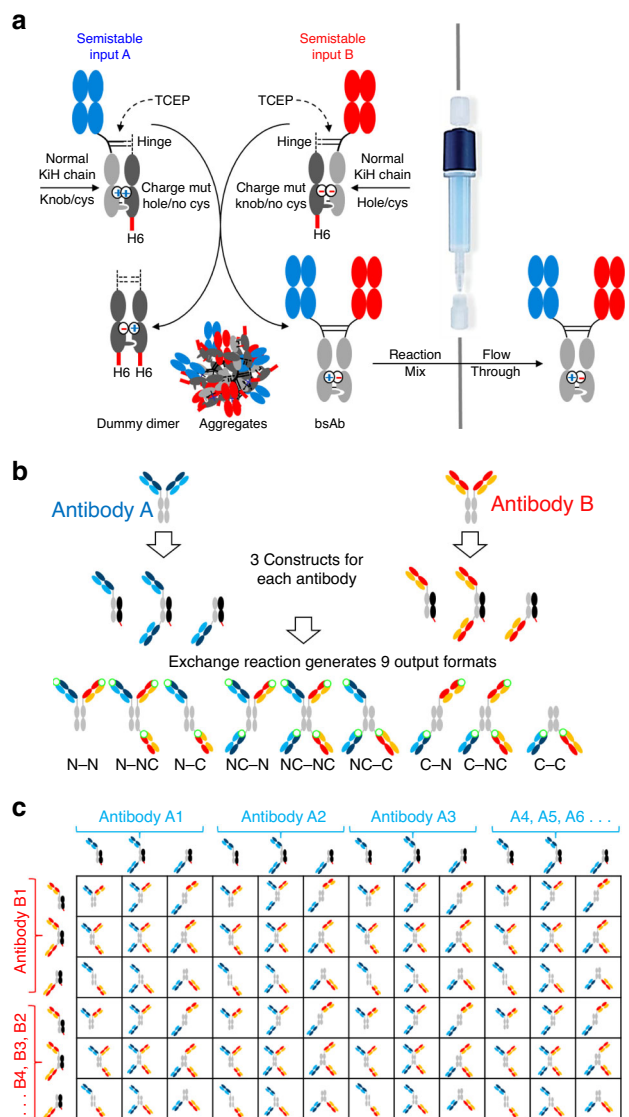 a
Semistable
input A
Semistable
input B
TCEP
TCEP
Hinge
Hinge
Normal
KiH chain
Knob/cys
Charge mut
hole/no cys
Charge mut
knob/no cys
Normal
KiH chain
Hole/cys
+ +
- -
H6
H6
- +
+ -
+ -
H6 H6
Reaction
Mix
Flow
Through
Dummy dimer
Aggregates
bsAb
b
Antibody A
Antibody B
3 Constructs for
each antibody
Exchange reaction generates 9 output formats
N–N
N–NC
N–C
NC–N
NC–NC
NC–C
C–N
C–NC
C–C
c
Antibody A1
Antibody A2
Antibody A3
A4, A5, A6 . . .
Antibody B1
. . . B4, B3, B2